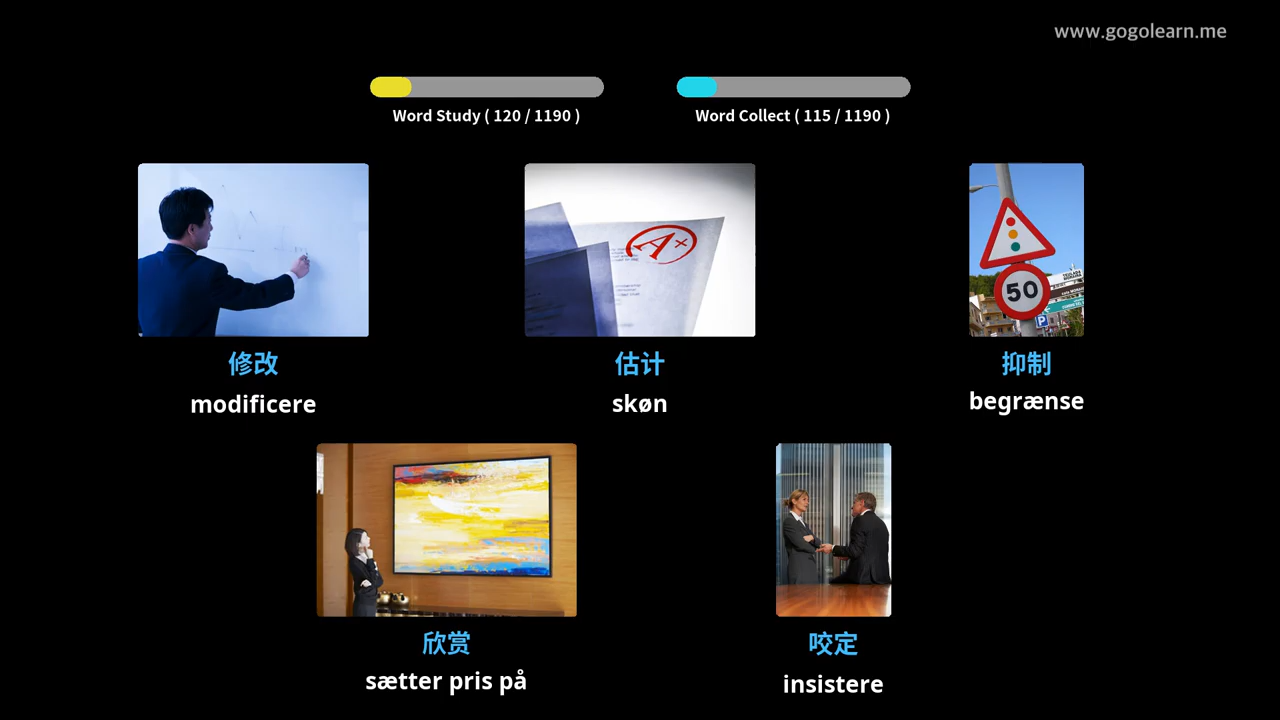 www.gogolearn.me
Word Study ( 120 / 1190 )
Word Collect ( 115 / 1190 )
A+
50
P
修改
估计
抑制
modificere
skøn
begrænse
欣赏
咬定
sætter pris på
insistere